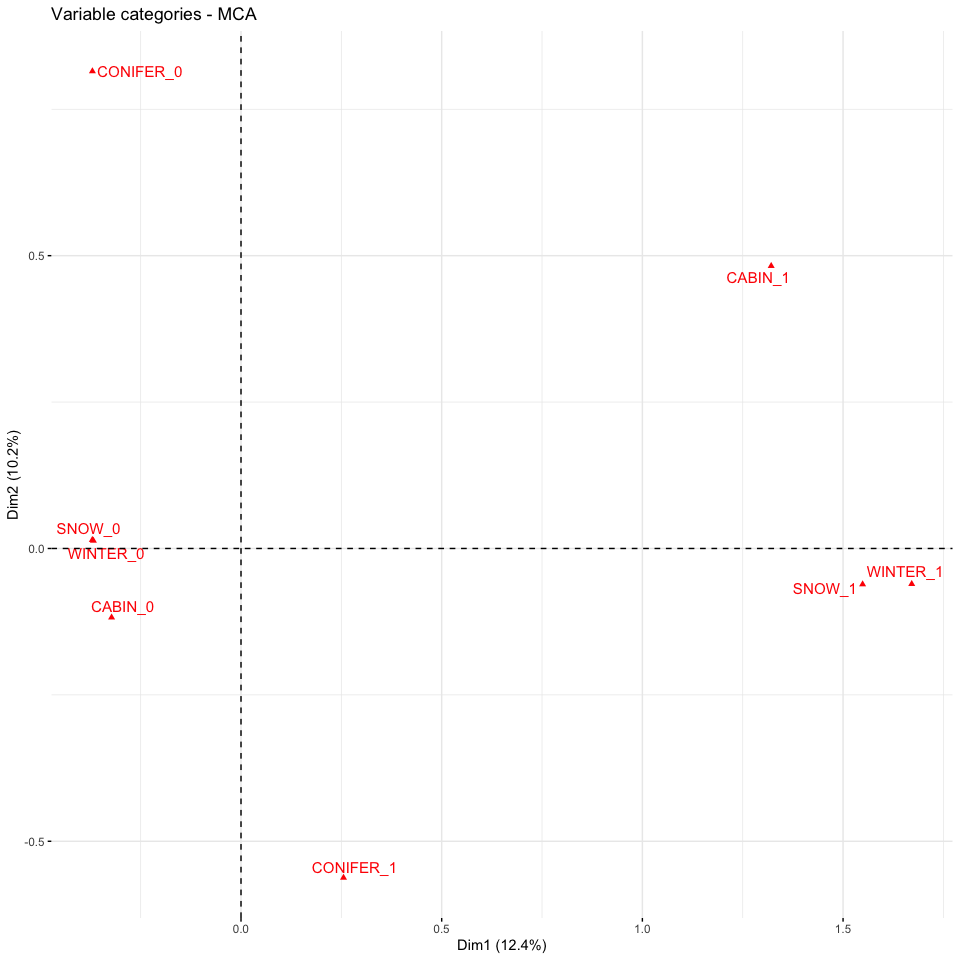 Variable categories - MCA
CONIFER_0
0.5
CABIN_1
Dim2 (10.2%)
SNOW_0
0.0
WINTER_0
WINTER_1
SNOW_1
CABIN_0
-0.5
CONIFER_1
0.0
0.5
1.0
1.5
Dim1 (12.4%)